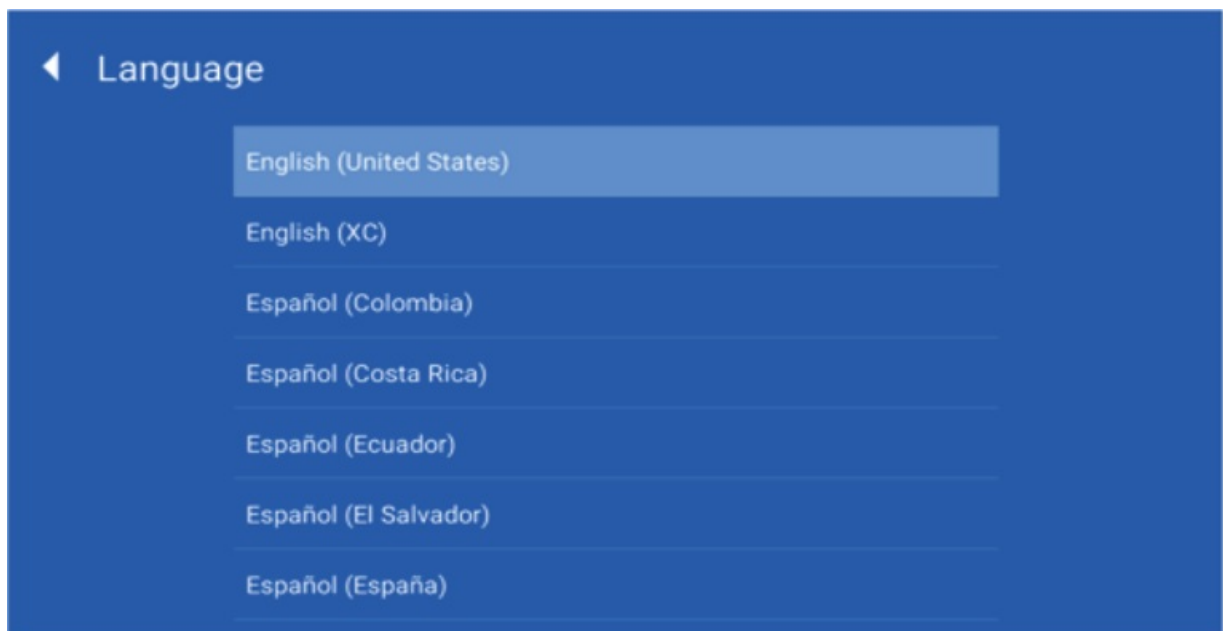 Language
English (United States)
English (XC)
Español (Colombia)
Español (Costa Rica)
Español (Ecuador)
Español (El Salvador)
Español (España)